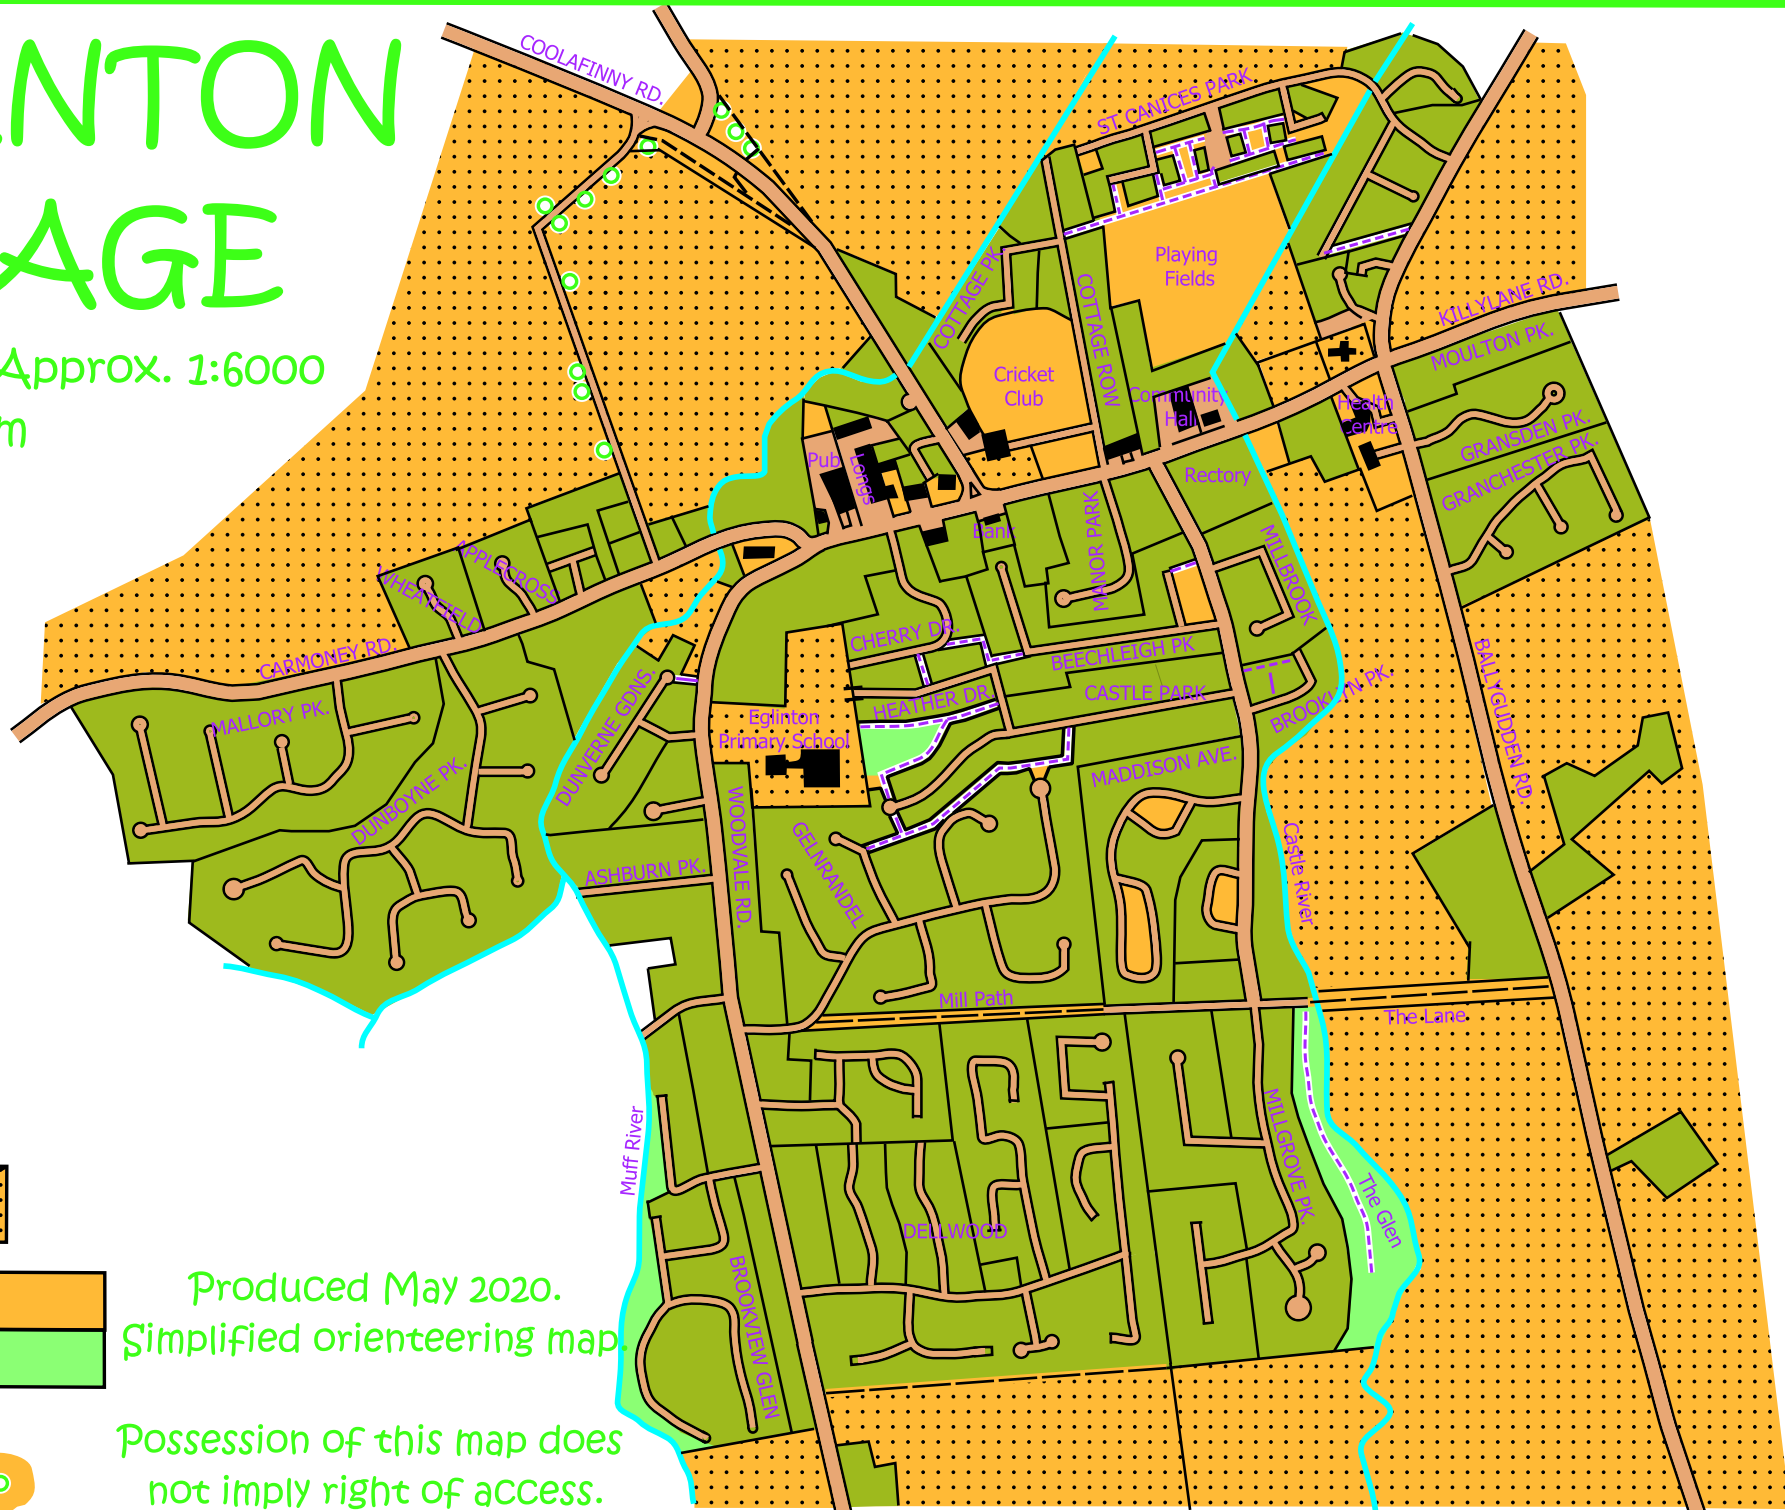 NTON
AGE
Approx. 1:6000
m
COOLAFINNY RD.
ST. CANICES PARK
Playing
Fields
COTTAGE PK.
COTTAGE ROW
KILLYLANE RD.
MOULTON PK.
Cricket
Club
Community
Hall
Health
Centre
GRANSDEN PK.
GRANCHESTER PK.
Pub
Longs
Rectory
Bank
MANOR PARK
MILLBROOK
APPLECROSS
WHEATFIELD
CARMONEY RD.
CHERRY DR.
BEECHLEIGH PK
CASTLE PARK
HEATHER DR.
BROOKLYN PK.
BALLYGUDDEN RD.
MALLORY PK.
DUNVERNE GDNS.
Eglinton
Primary School
DUNBOYNE PK.
MADDISON AVE.
WOODVALE RD.
GELNRANDEL
ASHBURN PK.
Castle River
Mill Path
The Lane
Muff River
MILLGROVE PK.
The Glen
DELLWOOD
BROOKVIEW GLEN
Produced May 2020.
Simplified orienteering map.
Possession of this map does
not imply right of access.